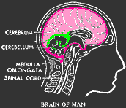 CEREBRUM
CEREBELLUM
MEDULLA
OBLONGATA
SPINAL CORD
BRAIN OF MAN